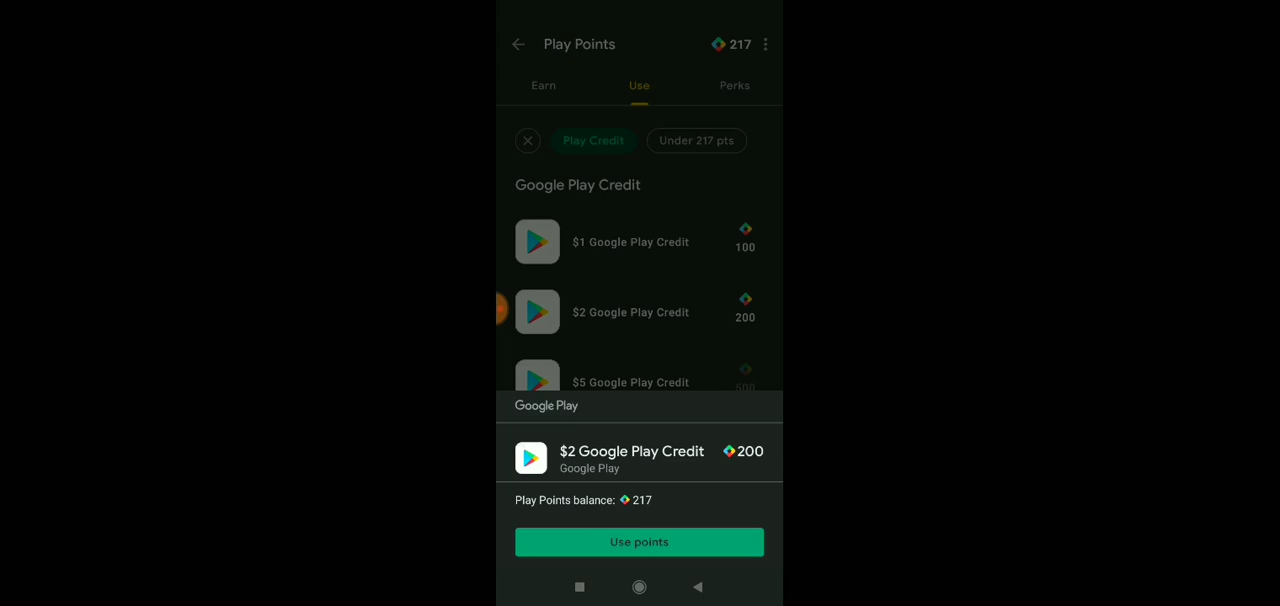 Play Points 217
Earn Use Perks
Play Credit Under 217 pts
Google Play Credit
$1 Google Play Credit 100
$2 Google Play Credit 200
$5 Google Play Credit 500
Google Play
$2 Google Play Credit 200
Google Play
Play Points balance: 217
Use points